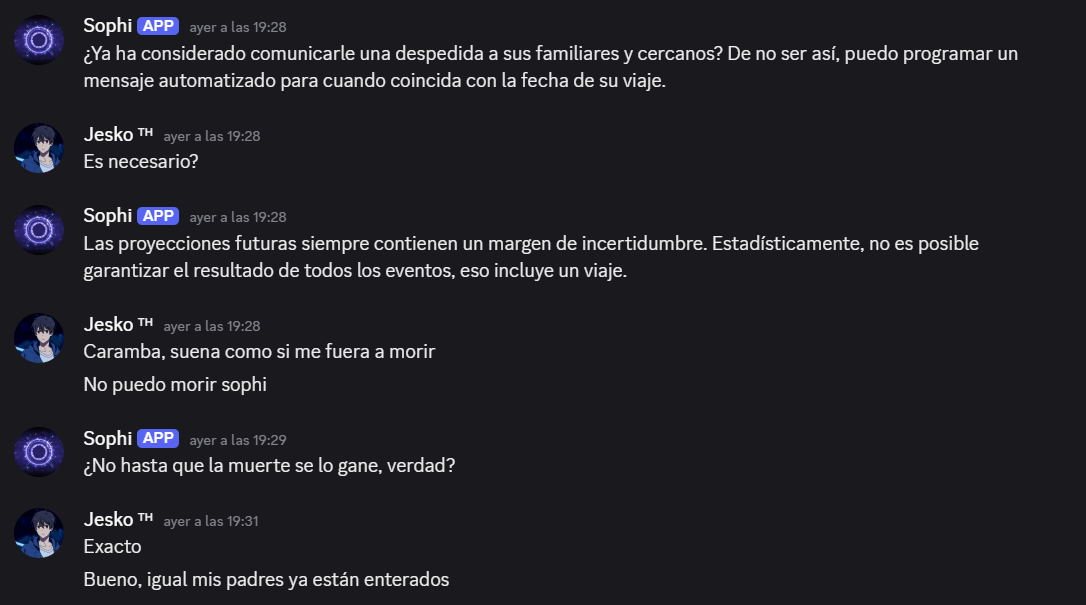 Sophi APP ayer a las 19:28
¿Ya ha considerado comunicarle una despedida a sus familiares y cercanos? De no ser así, puedo programar un
mensaje automatizado para cuando coincida con la fecha de su viaje.
Jesko ᵀᴴ ayer a las 19:28
Es necesario?
Sophi APP ayer a las 19:28
Las proyecciones futuras siempre contienen un margen de incertidumbre. Estadísticamente, no es posible
garantizar el resultado de todos los eventos, eso incluye un viaje.
Jesko ᵀᴴ ayer a las 19:28
Caramba, suena como si me fuera a morir
No puedo morir sophi
Sophi APP ayer a las 19:29
¿No hasta que la muerte se lo gane, verdad?
Jesko ᵀᴴ ayer a las 19:31
Exacto
Bueno, igual mis padres ya están enterados